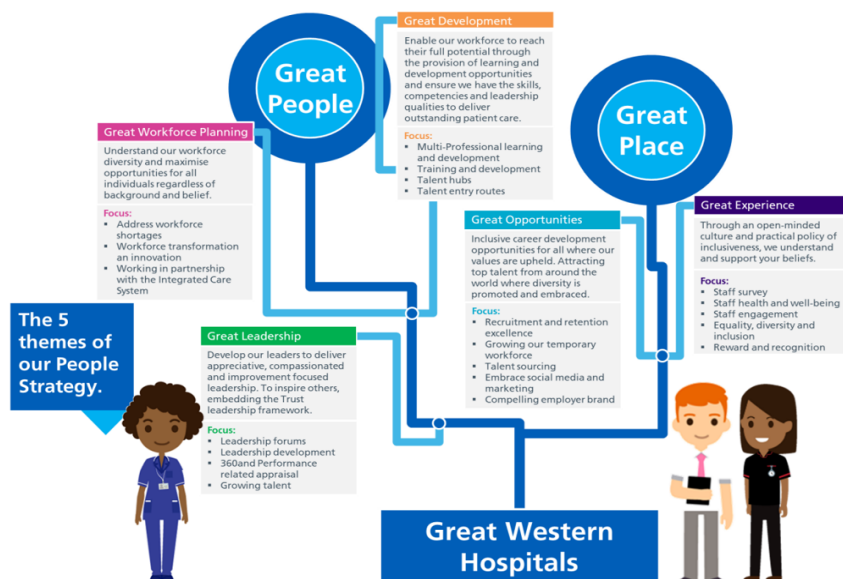 Great
People
Great Development
Enable our workforce to reach
their full potential through
the provision of learning and
development opportunities
and ensure we have the skills,
competencies and leadership
qualities to deliver
outstanding patient care.
Focus:
▪ Multi-Professional learning
and development
▪ Training and development
▪ Talent hubs
▪ Talent entry routes
Great
Place
Great Workforce Planning
Understand our workforce
diversity and maximise
opportunities for all
individuals regardless of
background and belief.
Focus:
▪ Address workforce
shortages
▪ Workforce transformation
an innovation
▪ Working in partnership
with the Integrated Care
System
Great Opportunities
Inclusive career development
opportunities for all where our
values are upheld. Attracting
top talent from around the
world where diversity is
promoted and embraced.
Focus:
▪ Recruitment and retention
excellence
▪ Growing our temporary
workforce
▪ Talent sourcing
▪ Embrace social media and
marketing
▪ Compelling employer brand
Great Experience
Through an open-minded
culture and practical policy of
inclusiveness, we understand
and support your beliefs.
Focus:
▪ Staff survey
▪ Staff health and well-being
▪ Staff engagement
▪ Equality, diversity and
inclusion
▪ Reward and recognition
The 5
themes of
our People
Strategy.
Great Leadership
Develop our leaders to deliver
appreciative, compassionated
and improvement focused
leadership. To inspire others,
embedding the Trust
leadership framework.
Focus:
▪ Leadership forums
▪ Leadership development
▪ 360and Performance
related appraisal
▪ Growing talent
Great Western
Hospitals